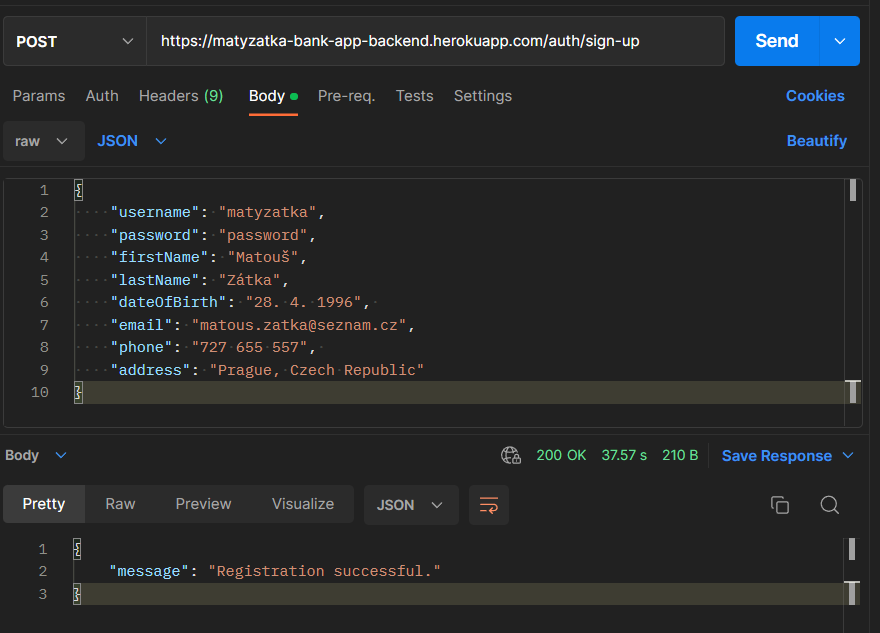 POST https://matyzatka-bank-app-backend.herokuapp.com/auth/sign-up Send
Params Auth Headers (9) Body Pre-req. Tests Settings Cookies
raw JSON Beautify
1 {
2 "username": "matyzatka",
3 "password": "password",
4 "firstName": "Matouš",
5 "lastName": "Zátka",
6 "dateOfBirth": "28. 4. 1996",
7 "email": "matous.zatka@seznam.cz",
8 "phone": "727 655 557",
9 "address": "Prague, Czech Republic"
10 }
Body 200 OK 37.57 s 210 B Save Response
Pretty Raw Preview Visualize JSON
1 {
2 "message": "Registration successful."
3 }